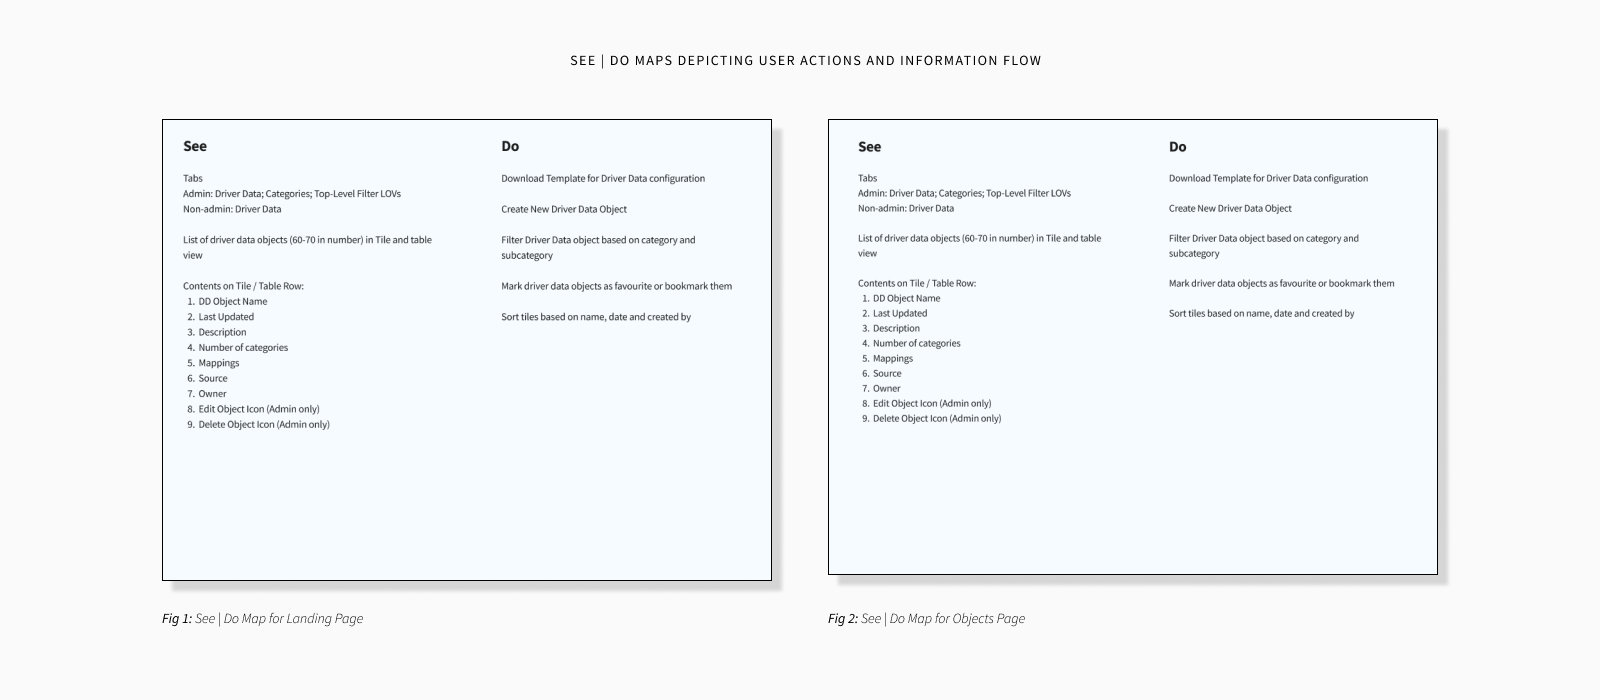 SEE | DO MAPS DEPICTING USER ACTIONS AND INFORMATION FLOW
See
Tabs
Admin: Driver Data; Categories; Top-Level Filter LOVs
Non-admin: Driver Data
List of driver data objects (60-70 in number) in Tile and table
view
Contents on Tile / Table Row:
1. DD Object Name
2. Last Updated
3. Description
4. Number of categories
5. Mappings
6. Source
7. Owner
8. Edit Object Icon (Admin only)
9. Delete Object Icon (Admin only)
Do
Download Template for Driver Data configuration
Create New Driver Data Object
Filter Driver Data object based on category and
subcategory
Mark driver data objects as favourite or bookmark them
Sort tiles based on name, date and created by
Fig 1: See | Do Map for Landing Page
See
Tabs
Admin: Driver Data; Categories; Top-Level Filter LOVs
Non-admin: Driver Data
List of driver data objects (60-70 in number) in Tile and table
view
Contents on Tile / Table Row:
1. DD Object Name
2. Last Updated
3. Description
4. Number of categories
5. Mappings
6. Source
7. Owner
8. Edit Object Icon (Admin only)
9. Delete Object Icon (Admin only)
Do
Download Template for Driver Data configuration
Create New Driver Data Object
Filter Driver Data object based on category and
subcategory
Mark driver data objects as favourite or bookmark them
Sort tiles based on name, date and created by
Fig 2: See | Do Map for Objects Page